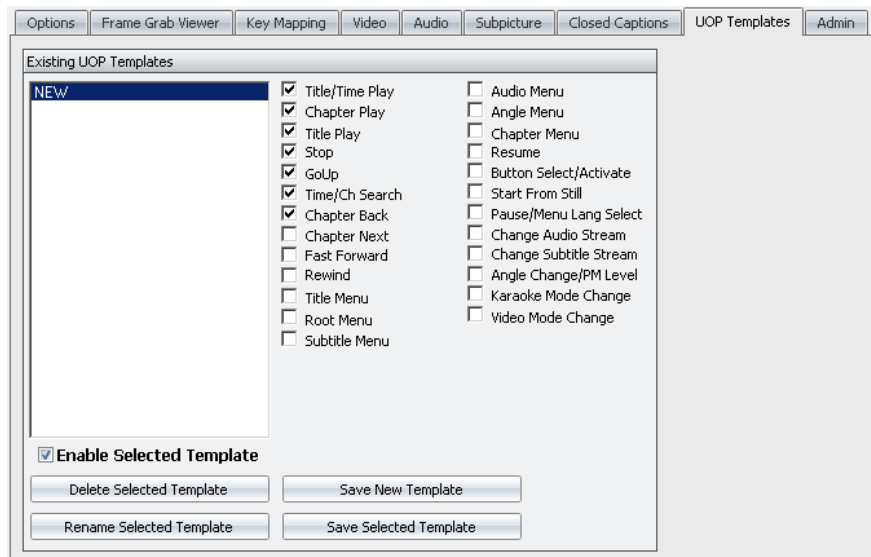 Options Frame Grab Viewer Key Mapping Video Audio Subpicture Closed Captions UOP Templates Admin
Existing UOP Templates
NEW
Title/Time Play
Chapter Play
Title Play
Stop
GoUp
Time/Ch Search
Chapter Back
Chapter Next
Fast Forward
Rewind
Title Menu
Root Menu
Subtitle Menu
Audio Menu
Angle Menu
Chapter Menu
Resume
Button Select/Activate
Start From Still
Pause/Menu Lang Select
Change Audio Stream
Change Subtitle Stream
Angle Change/PM Level
Karaoke Mode Change
Video Mode Change
Enable Selected Template
Delete Selected Template
Save New Template
Rename Selected Template
Save Selected Template